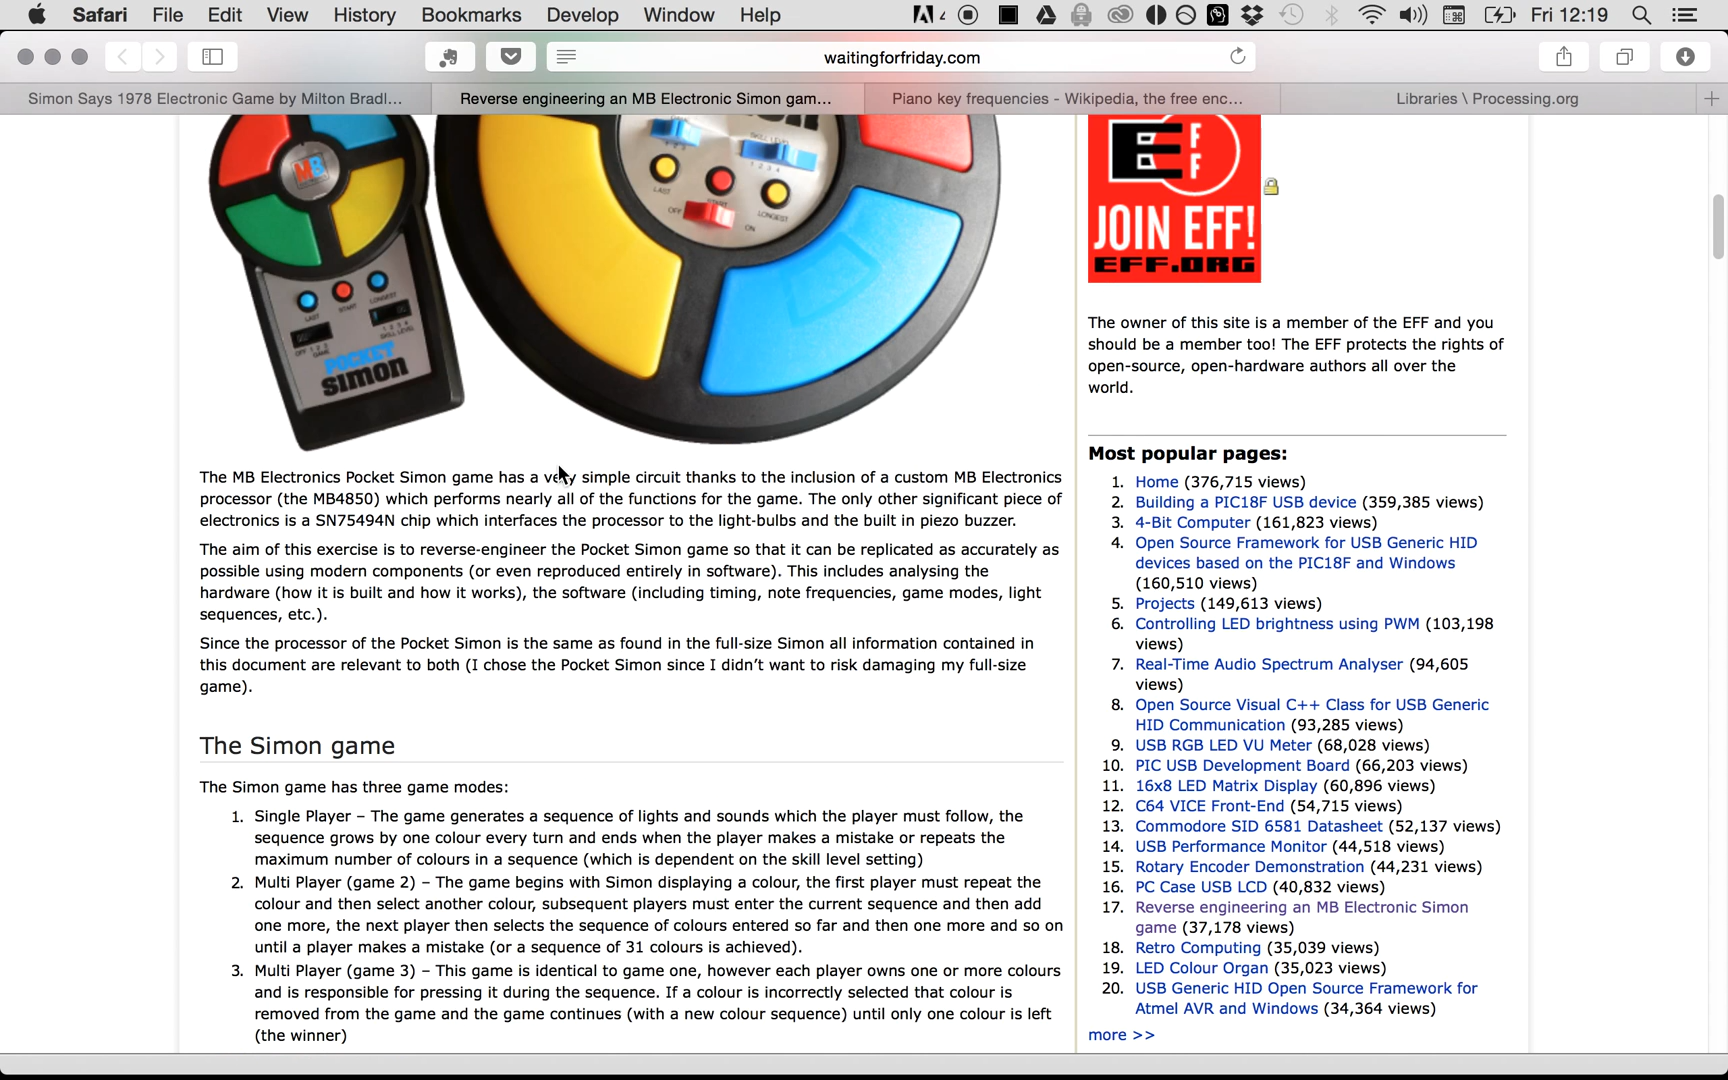 Safari File Edit View History Bookmarks Develop Window Help 4 Fri 12:19
waitingforfriday.com
Simon Says 1978 Electronic Game by Milton Bradl...
Reverse engineering an MB Electronic Simon gam...
Piano key frequencies - Wikipedia, the free enc...
Libraries \ Processing.org
MB
LAST START LONGEST
OFF 1 2 3 GAME
1 2 3 4 SKILL LEVEL
POCKET
simon
SKILL LEVEL
1 2 3 4
LAST START LONGEST
OFF ON
E F F
JOIN EFF!
EFF.ORG
The owner of this site is a member of the EFF and you
should be a member too! The EFF protects the rights of
open-source, open-hardware authors all over the
world.
The MB Electronics Pocket Simon game has a very simple circuit thanks to the inclusion of a custom MB Electronics
processor (the MB4850) which performs nearly all of the functions for the game. The only other significant piece of
electronics is a SN75494N chip which interfaces the processor to the light-bulbs and the built in piezo buzzer.
The aim of this exercise is to reverse-engineer the Pocket Simon game so that it can be replicated as accurately as
possible using modern components (or even reproduced entirely in software). This includes analysing the
hardware (how it is built and how it works), the software (including timing, note frequencies, game modes, light
sequences, etc.).
Since the processor of the Pocket Simon is the same as found in the full-size Simon all information contained in
this document are relevant to both (I chose the Pocket Simon since I didn't want to risk damaging my full-size
game).
The Simon game
The Simon game has three game modes:
1. Single Player – The game generates a sequence of lights and sounds which the player must follow, the
sequence grows by one colour every turn and ends when the player makes a mistake or repeats the
maximum number of colours in a sequence (which is dependent on the skill level setting)
2. Multi Player (game 2) – The game begins with Simon displaying a colour, the first player must repeat the
colour and then select another colour, subsequent players must enter the current sequence and then add
one more, the next player then selects the sequence of colours entered so far and then one more and so on
until a player makes a mistake (or a sequence of 31 colours is achieved).
3. Multi Player (game 3) – This game is identical to game one, however each player owns one or more colours
and is responsible for pressing it during the sequence. If a colour is incorrectly selected that colour is
removed from the game and the game continues (with a new colour sequence) until only one colour is left
(the winner)
Most popular pages:
1. Home (376,715 views)
2. Building a PIC18F USB device (359,385 views)
3. 4-Bit Computer (161,823 views)
4. Open Source Framework for USB Generic HID
devices based on the PIC18F and Windows
(160,510 views)
5. Projects (149,613 views)
6. Controlling LED brightness using PWM (103,198
views)
7. Real-Time Audio Spectrum Analyser (94,605
views)
8. Open Source Visual C++ Class for USB Generic
HID Communication (93,285 views)
9. USB RGB LED VU Meter (68,028 views)
10. PIC USB Development Board (66,203 views)
11. 16x8 LED Matrix Display (60,896 views)
12. C64 VICE Front-End (54,715 views)
13. Commodore SID 6581 Datasheet (52,137 views)
14. USB Performance Monitor (44,518 views)
15. Rotary Encoder Demonstration (44,231 views)
16. PC Case USB LCD (40,832 views)
17. Reverse engineering an MB Electronic Simon
game (37,178 views)
18. Retro Computing (35,039 views)
19. LED Colour Organ (35,023 views)
20. USB Generic HID Open Source Framework for
Atmel AVR and Windows (34,364 views)
more >>